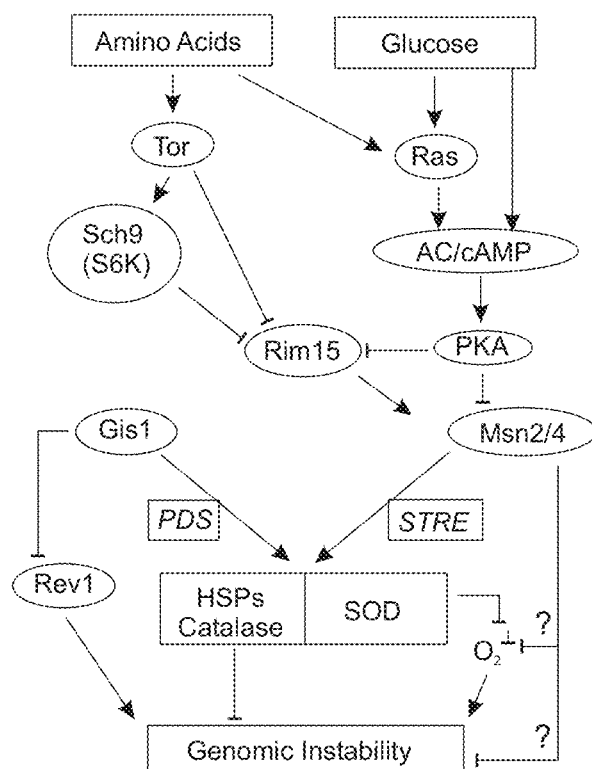 Amino Acids
Glucose
Tor
Ras
Sch9
(S6K)
AC/cAMP
Rim15
PKA
Gis1
Msn2/4
PDS
STRE
Rev1
HSPs
Catalase
SOD
?
O2
?
Genomic Instability